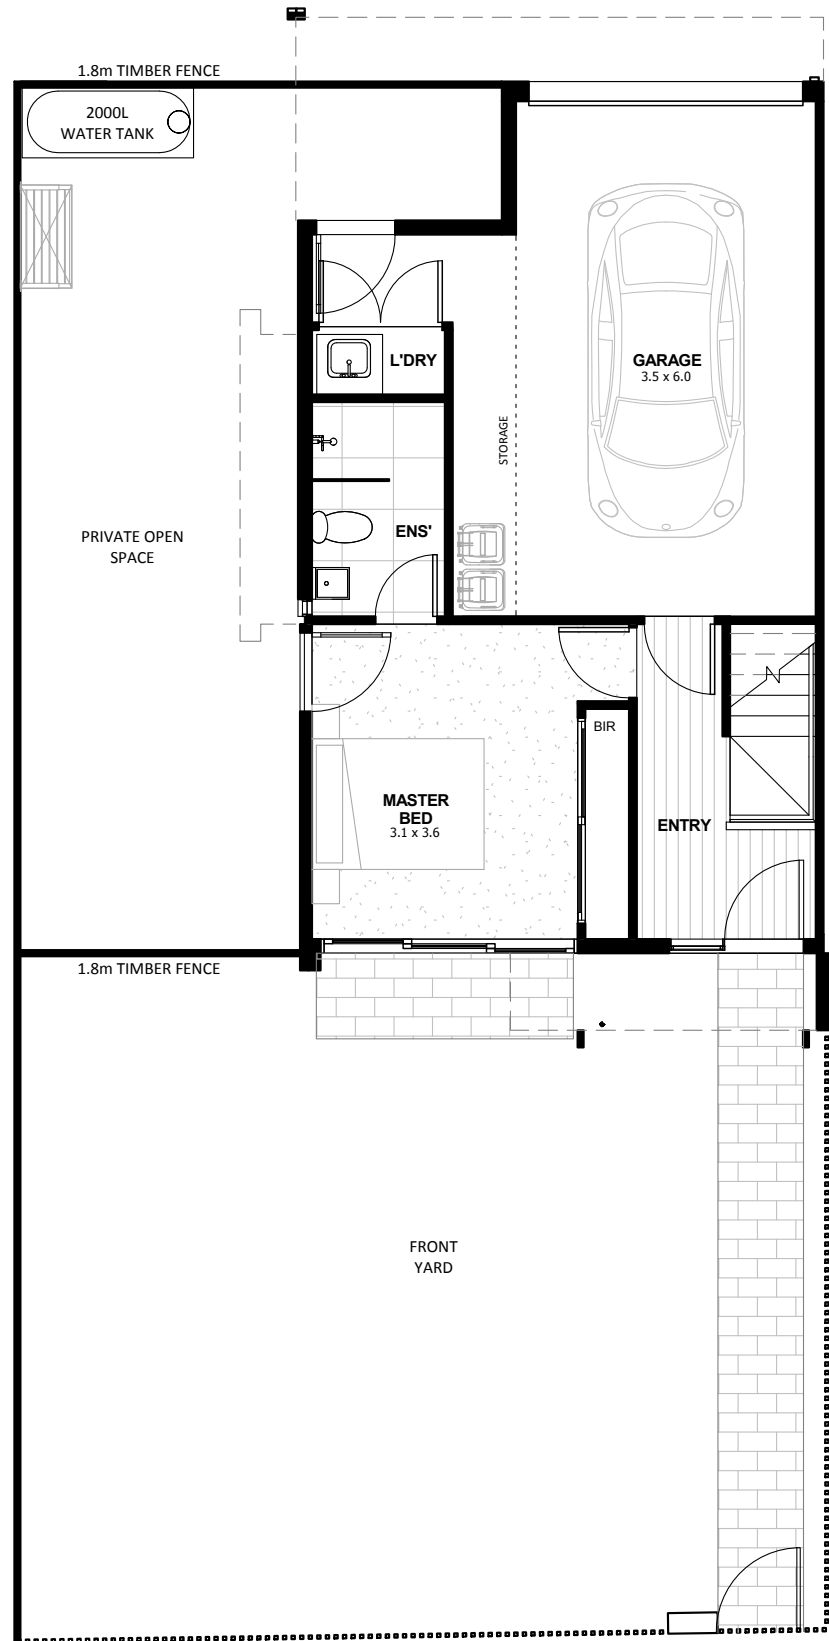 1.8m TIMBER FENCE
2000L
WATER TANK
L'DRY
GARAGE
3.5 x 6.0
STORAGE
ENS'
PRIVATE OPEN
SPACE
BIR
MASTER
BED
3.1 x 3.6
ENTRY
1.8m TIMBER FENCE
FRONT
YARD